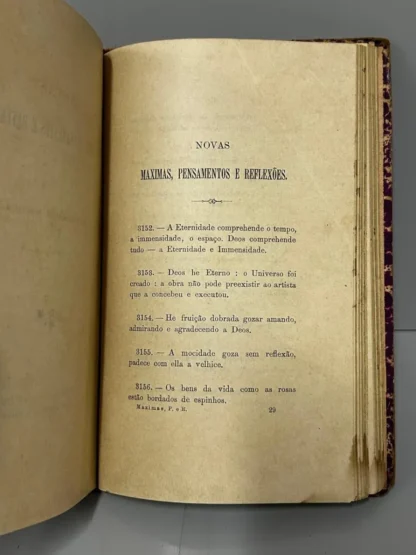 NOVAS
MAXIMAS, PENSAMENTOS E REFLEXÕES.
3152. — A Eternidade comprehende o tempo,
a immensidade, o espaço. Deos comprehende
tudo — a Eternidade e Immensidade.
3153. — Deos he Eterno : o Universo foi
creado : a obra não pode preexistir ao artista
que a concebeu e executou.
3154. — He fruição dobrada gozar amando,
admirando e agradecendo a Deos.
3155. — A mocidade goza sem reflexão,
padece com ella a velhice.
3156. — Os bens da vida como as rosas
estão bordados de espinhos.
Maximas, P. e R. 29